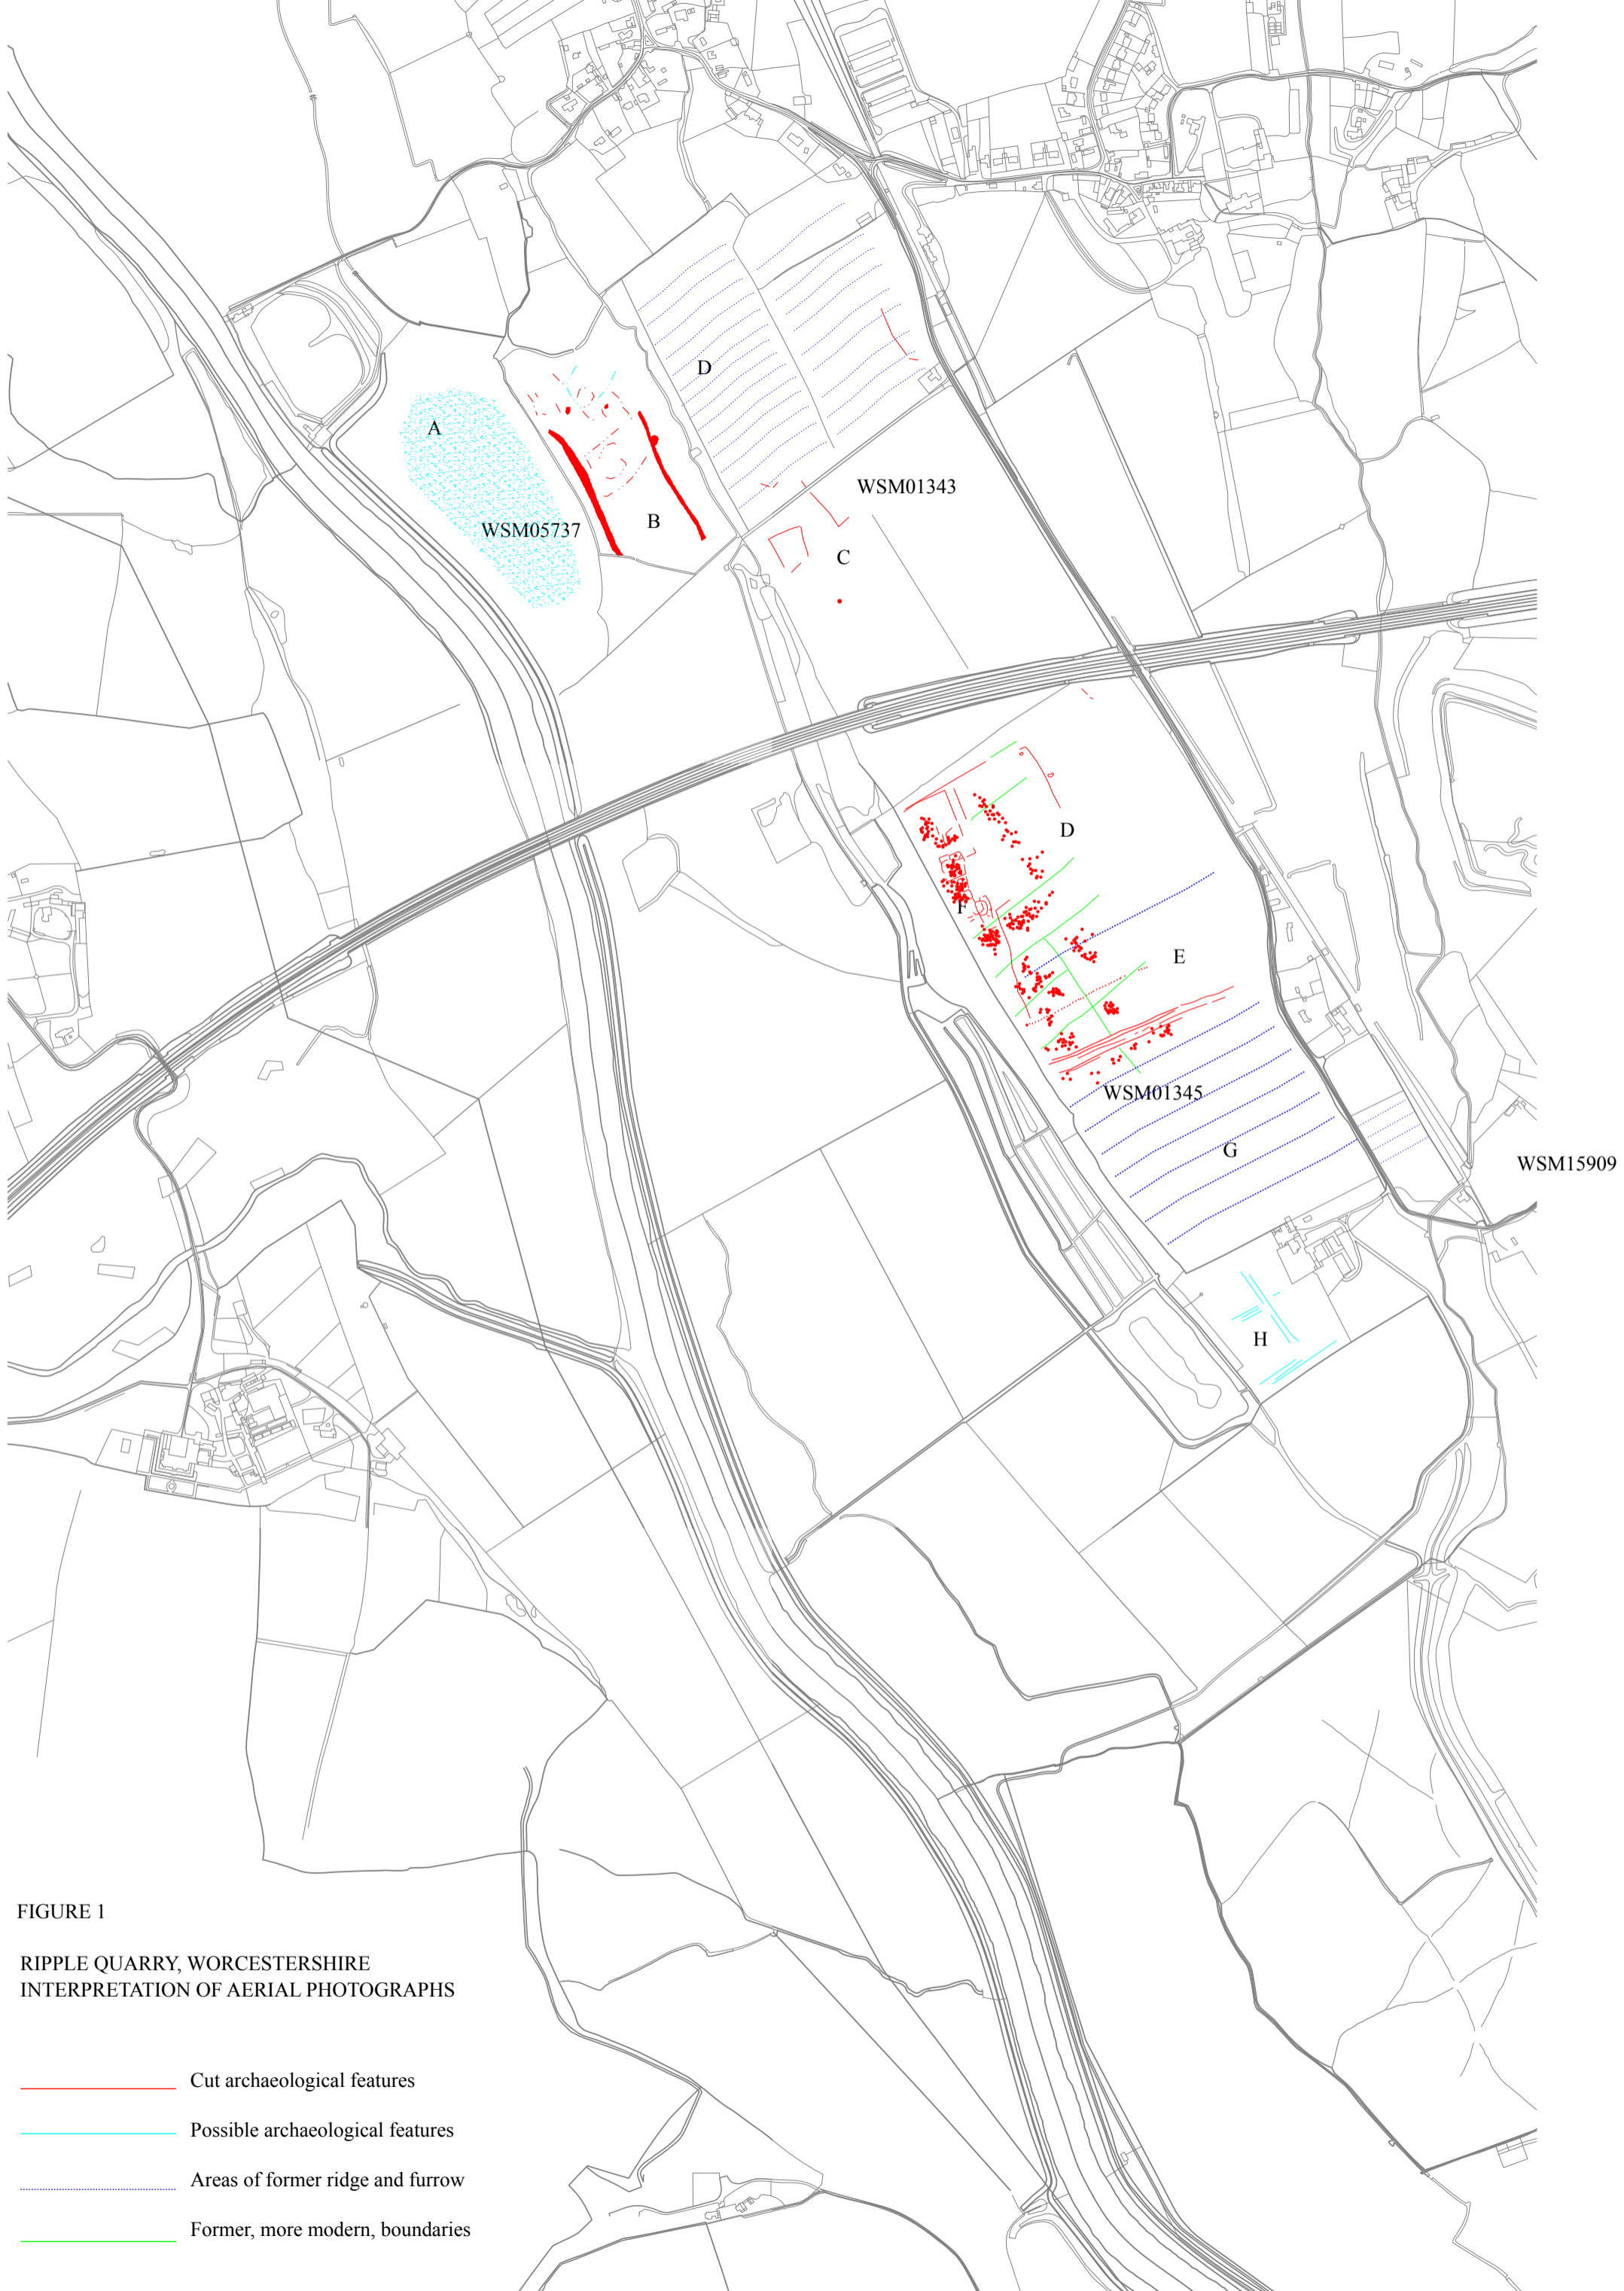 D
A
WSM01343
WSM05737
B
C
D
F
E
WSM01345
G
WSM15909
H
FIGURE 1
RIPPLE QUARRY, WORCESTERSHIRE
INTERPRETATION OF AERIAL PHOTOGRAPHS
Cut archaeological features
Possible archaeological features
Areas of former ridge and furrow
Former, more modern, boundaries